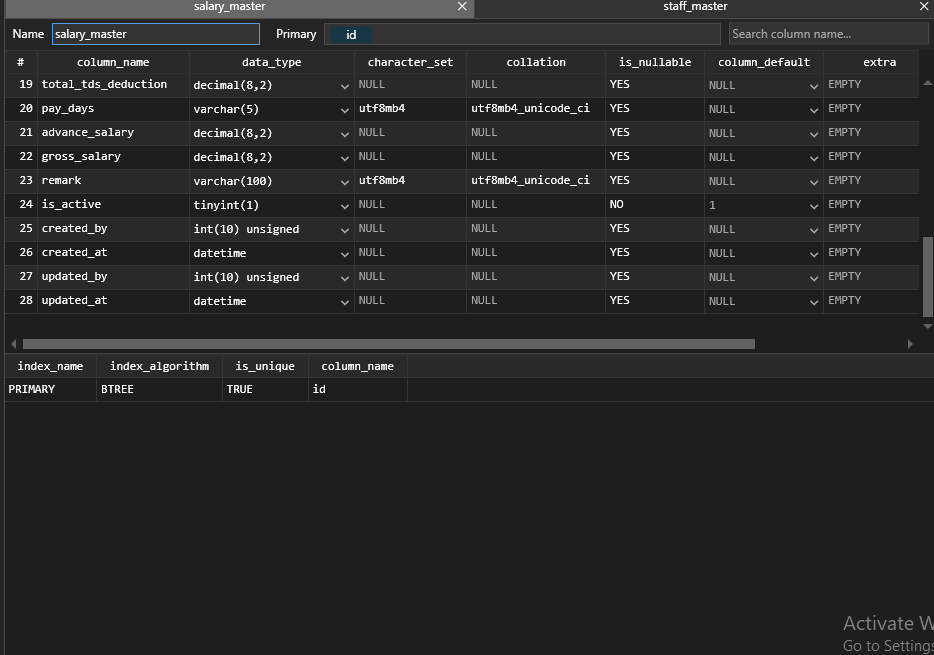 salary_master staff_master
Name salary_master Primary id Search column name...
# column_name data_type character_set collation is_nullable column_default extra
19 total_tds_deduction decimal(8,2) NULL NULL YES NULL EMPTY
20 pay_days varchar(5) utf8mb4 utf8mb4_unicode_ci YES NULL EMPTY
21 advance_salary decimal(8,2) NULL NULL YES NULL EMPTY
22 gross_salary decimal(8,2) NULL NULL YES NULL EMPTY
23 remark varchar(100) utf8mb4 utf8mb4_unicode_ci YES NULL EMPTY
24 is_active tinyint(1) NULL NULL NO 1 EMPTY
25 created_by int(10) unsigned NULL NULL YES NULL EMPTY
26 created_at datetime NULL NULL YES NULL EMPTY
27 updated_by int(10) unsigned NULL NULL YES NULL EMPTY
28 updated_at datetime NULL NULL YES NULL EMPTY
index_name index_algorithm is_unique column_name
PRIMARY BTREE TRUE id
Activate W
Go to Settings